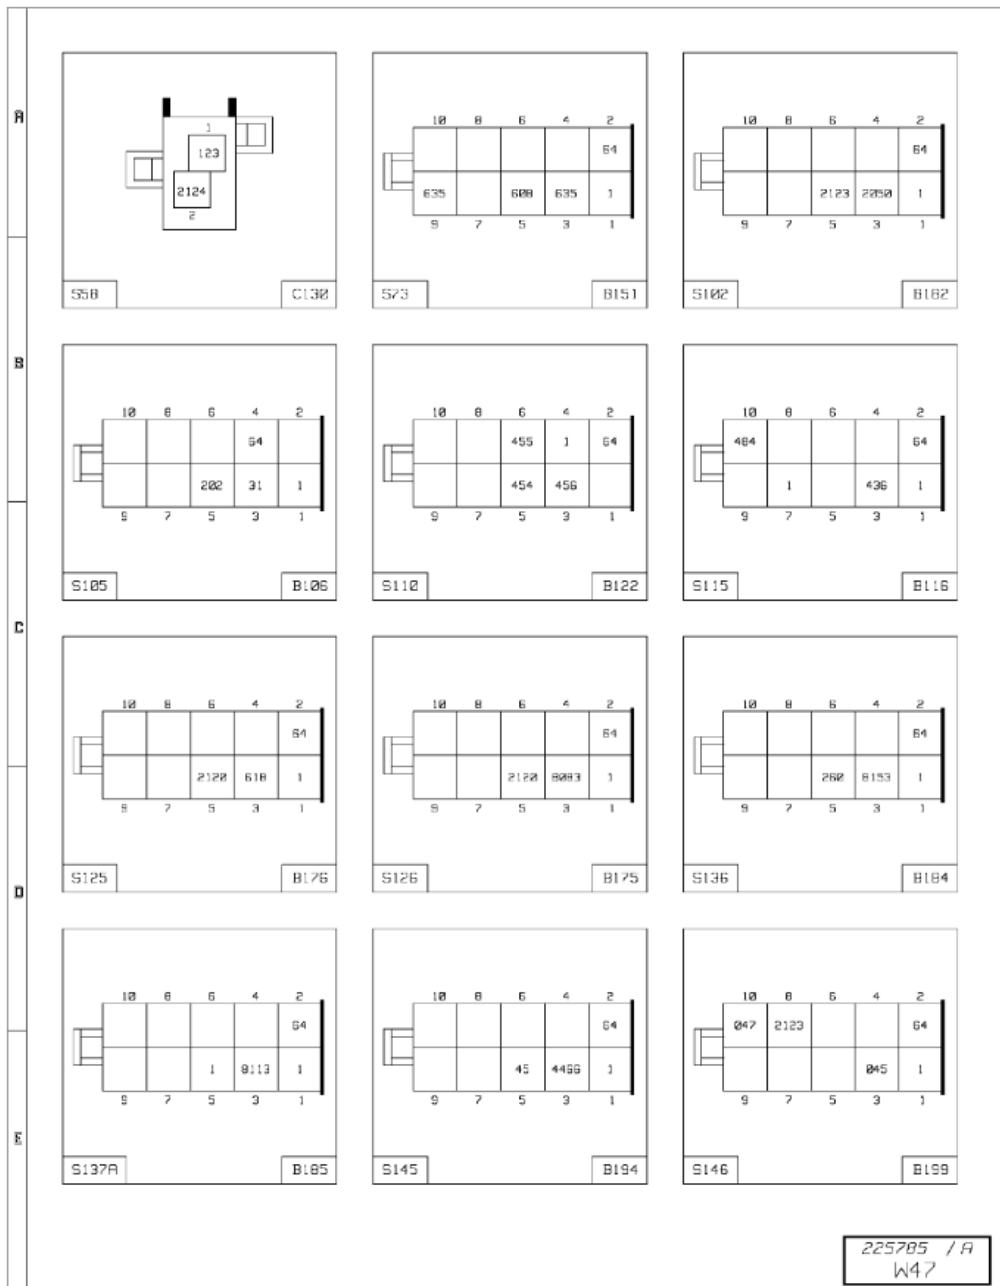 A
B
C
D
E
1
123
2124
2
S58 C130
10 8 6 4 2
64
635 608 635 1
9 7 5 3 1
S73 B151
10 8 6 4 2
64
2123 2050 1
9 7 5 3 1
S102 B182
10 8 6 4 2
64
202 31 1
9 7 5 3 1
S105 B106
10 8 6 4 2
455 1 64
454 456
9 7 5 3 1
S110 B122
10 8 6 4 2
484 64
1 436 1
9 7 5 3 1
S115 B116
10 8 6 4 2
64
2120 618 1
9 7 5 3 1
S125 B176
10 8 6 4 2
64
2120 8083 1
9 7 5 3 1
S126 B175
10 8 6 4 2
64
260 8153 1
9 7 5 3 1
S136 B184
10 8 6 4 2
64
1 8113 1
9 7 5 3 1
S137A B185
10 8 6 4 2
64
45 4466 1
9 7 5 3 1
S145 B194
10 8 6 4 2
047 2123 64
045 1
9 7 5 3 1
S146 B199
225785 / A
W47